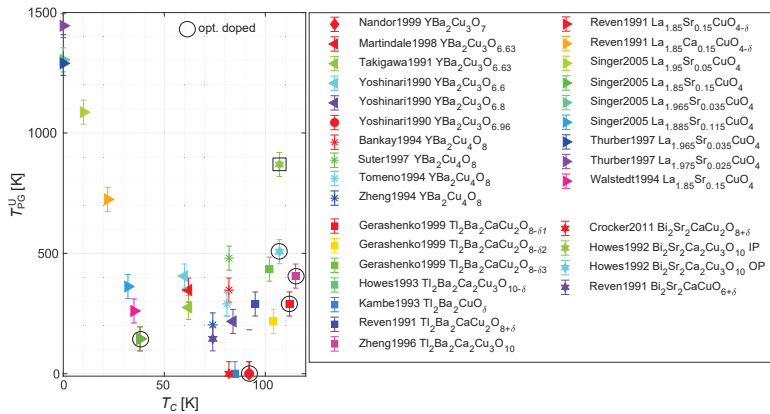 opt. doped
1500
1000
500
0
T_PG^U [K]
0
50
100
T_C [K]
Nandor1999 YBa2Cu3O7
Martindale1998 YBa2Cu3O6.63
Takigawa1991 YBa2Cu3O6.63
Yoshinari1990 YBa2Cu3O6.6
Yoshinari1990 YBa2Cu3O6.8
Yoshinari1990 YBa2Cu3O6.96
Bankay1994 YBa2Cu4O8
Suter1997 YBa2Cu4O8
Tomeno1994 YBa2Cu4O8
Zheng1994 YBa2Cu4O8
Gerashenko1999 Tl2Ba2CaCu2O8-δ1
Gerashenko1999 Tl2Ba2CaCu2O8-δ2
Gerashenko1999 Tl2Ba2CaCu2O8-δ3
Howes1993 Tl2Ba2Ca2Cu3O10-δ
Kambe1993 Tl2Ba2CuOδ
Reven1991 Tl2Ba2CaCu2O8+δ
Zheng1996 Tl2Ba2Ca2Cu3O10
Reven1991 La1.85Sr0.15CuO4-δ
Reven1991 La1.85Ca0.15CuO4-δ
Singer2005 La1.95Sr0.05CuO4
Singer2005 La1.85Sr0.15CuO4
Singer2005 La1.965Sr0.035CuO4
Singer2005 La1.885Sr0.115CuO4
Thurber1997 La1.965Sr0.035CuO4
Thurber1997 La1.975Sr0.025CuO4
Walstedt1994 La1.85Sr0.15CuO4
Crocker2011 Bi2Sr2CaCu2O8+δ
Howes1992 Bi2Sr2Ca2Cu3O10 IP
Howes1992 Bi2Sr2Ca2Cu3O10 OP
Reven1991 Bi2Sr2CaCuO6+δ